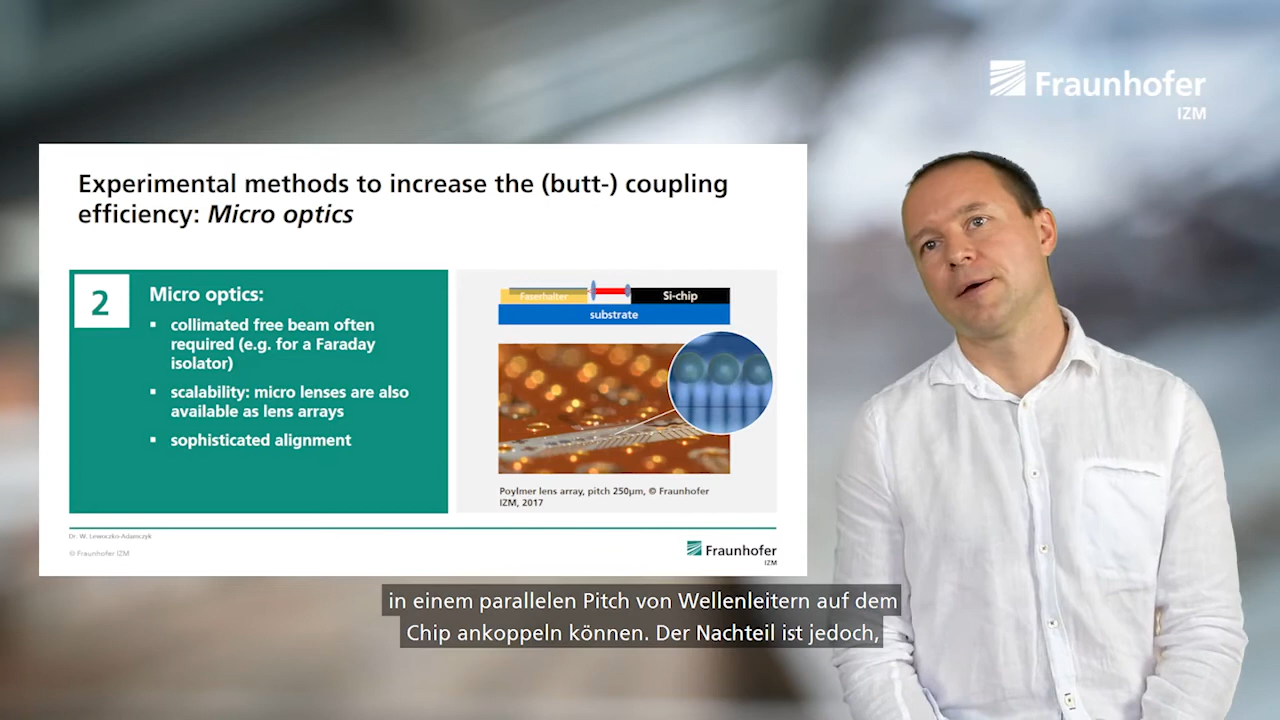 Fraunhofer
IZM
Experimental methods to increase the (butt-) coupling
efficiency: Micro optics
2
Micro optics:
▪ collimated free beam often
required (e.g. for a Faraday
isolator)
▪ scalability: micro lenses are also
available as lens arrays
▪ sophisticated alignment
Faserhalter
Si-chip
substrate
Poylmer lens array, pitch 250µm, © Fraunhofer
IZM, 2017
Dr. W. Lewoczko-Adamczyk
© Fraunhofer IZM
Fraunhofer
IZM
in einem parallelen Pitch von Wellenleitern auf dem
Chip ankoppeln können. Der Nachteil ist jedoch,